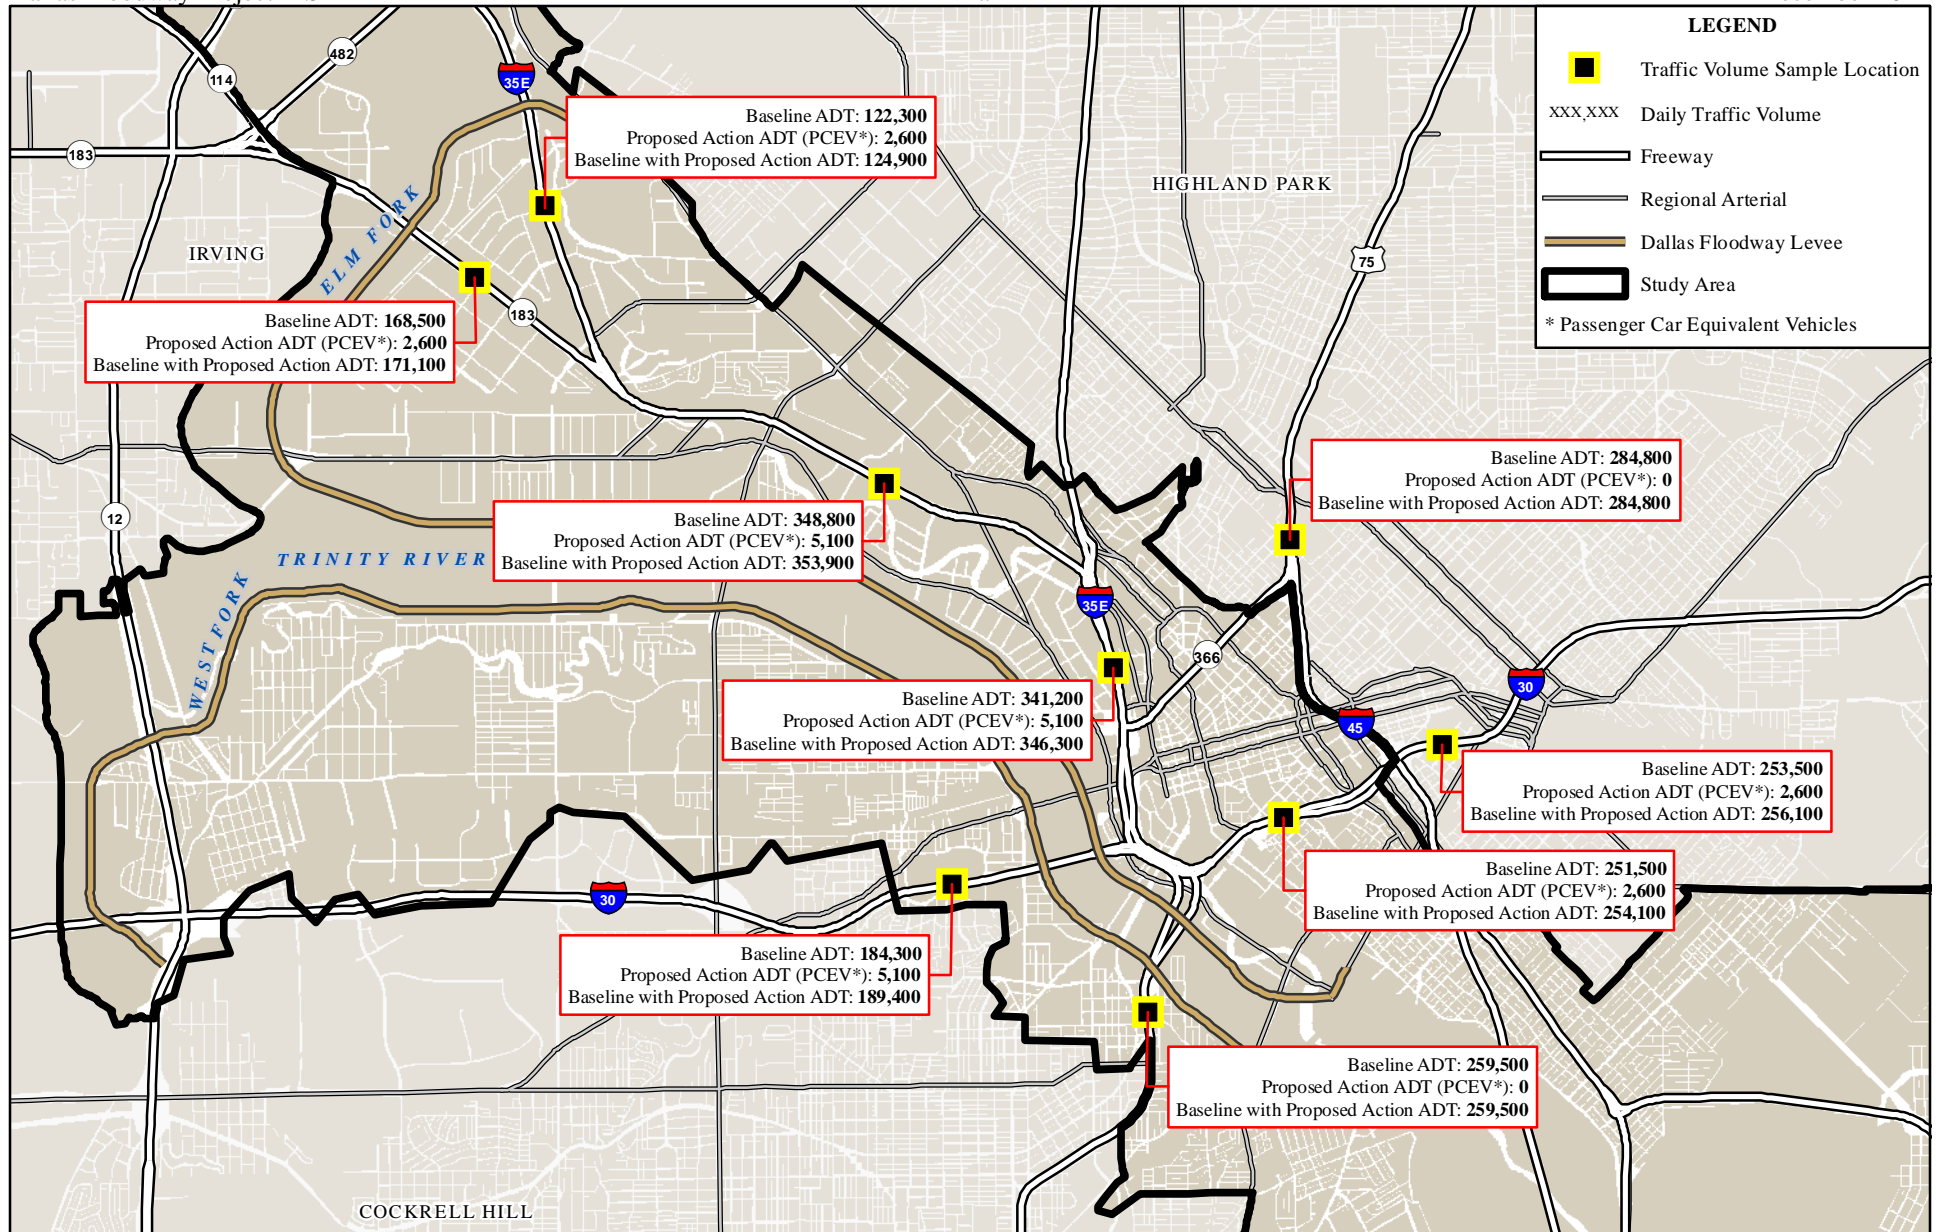 LEGEND
Traffic Volume Sample Location
XXX,XXX Daily Traffic Volume
Freeway
Regional Arterial
Dallas Floodway Levee
Study Area
* Passenger Car Equivalent Vehicles
482
114
35E
183
Baseline ADT: 122,300
Proposed Action ADT (PCEV*): 2,600
Baseline with Proposed Action ADT: 124,900
HIGHLAND PARK
IRVING
ELM FORK
75
183
Baseline ADT: 168,500
Proposed Action ADT (PCEV*): 2,600
Baseline with Proposed Action ADT: 171,100
Baseline ADT: 284,800
Proposed Action ADT (PCEV*): 0
Baseline with Proposed Action ADT: 284,800
12
Baseline ADT: 348,800
Proposed Action ADT (PCEV*): 5,100
Baseline with Proposed Action ADT: 353,900
TRINITY RIVER
WEST FORK
35E
366
30
45
Baseline ADT: 341,200
Proposed Action ADT (PCEV*): 5,100
Baseline with Proposed Action ADT: 346,300
Baseline ADT: 253,500
Proposed Action ADT (PCEV*): 2,600
Baseline with Proposed Action ADT: 256,100
Baseline ADT: 251,500
Proposed Action ADT (PCEV*): 2,600
Baseline with Proposed Action ADT: 254,100
30
Baseline ADT: 184,300
Proposed Action ADT (PCEV*): 5,100
Baseline with Proposed Action ADT: 189,400
Baseline ADT: 259,500
Proposed Action ADT (PCEV*): 0
Baseline with Proposed Action ADT: 259,500
COCKRELL HILL